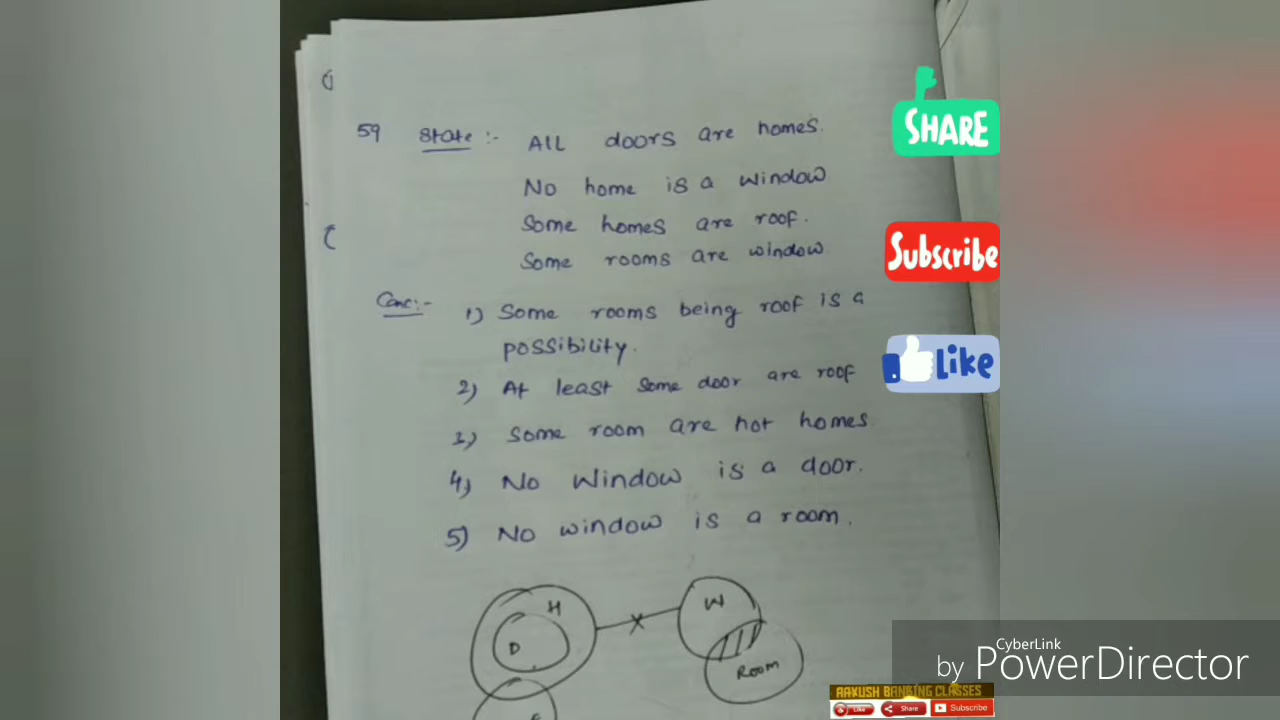 59 State :- All doors are homes.
No home is a window
Some homes are roof.
Some rooms are window
Conc:- 1) Some rooms being roof is a
possibility.
2) At least some door are roof
3) Some room are not homes
4) No window is a door.
5) No window is a room.
H
D
W
Room
SHARE
Subscribe
Like
CyberLink
by PowerDirector
AAKUSH BANKING CLASSES
Like Share Subscribe